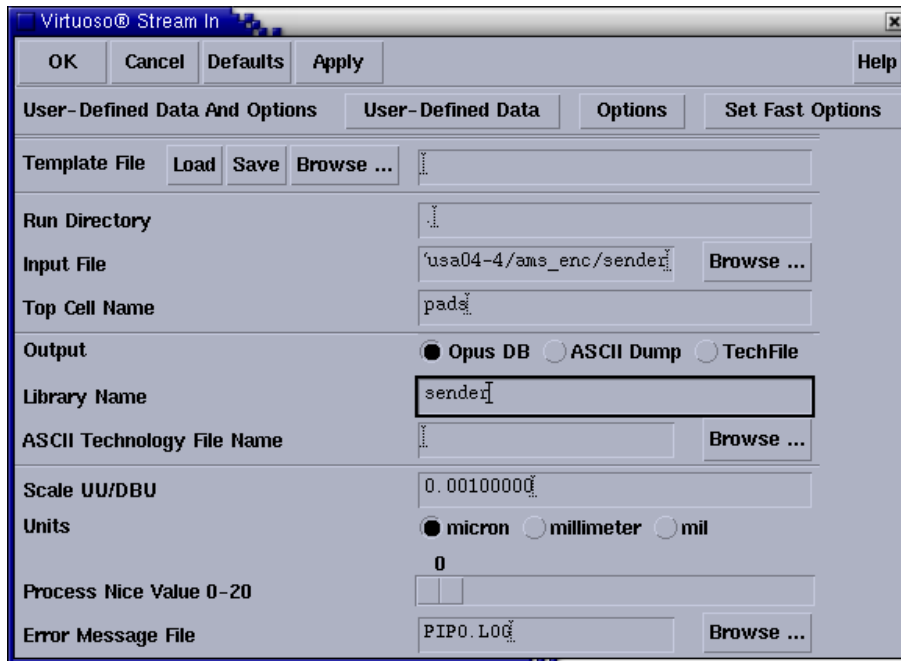 Virtuoso® Stream In
OK Cancel Defaults Apply Help
User-Defined Data And Options User-Defined Data Options Set Fast Options
Template File Load Save Browse ...
Run Directory .
Input File usa04-4/ams_enc/sender Browse ...
Top Cell Name pads
Output Opus DB ASCII Dump TechFile
Library Name sender
ASCII Technology File Name Browse ...
Scale UU/DBU 0.00100000
Units micron millimeter mil
0
Process Nice Value 0-20
Error Message File PIPO.LOG Browse ...